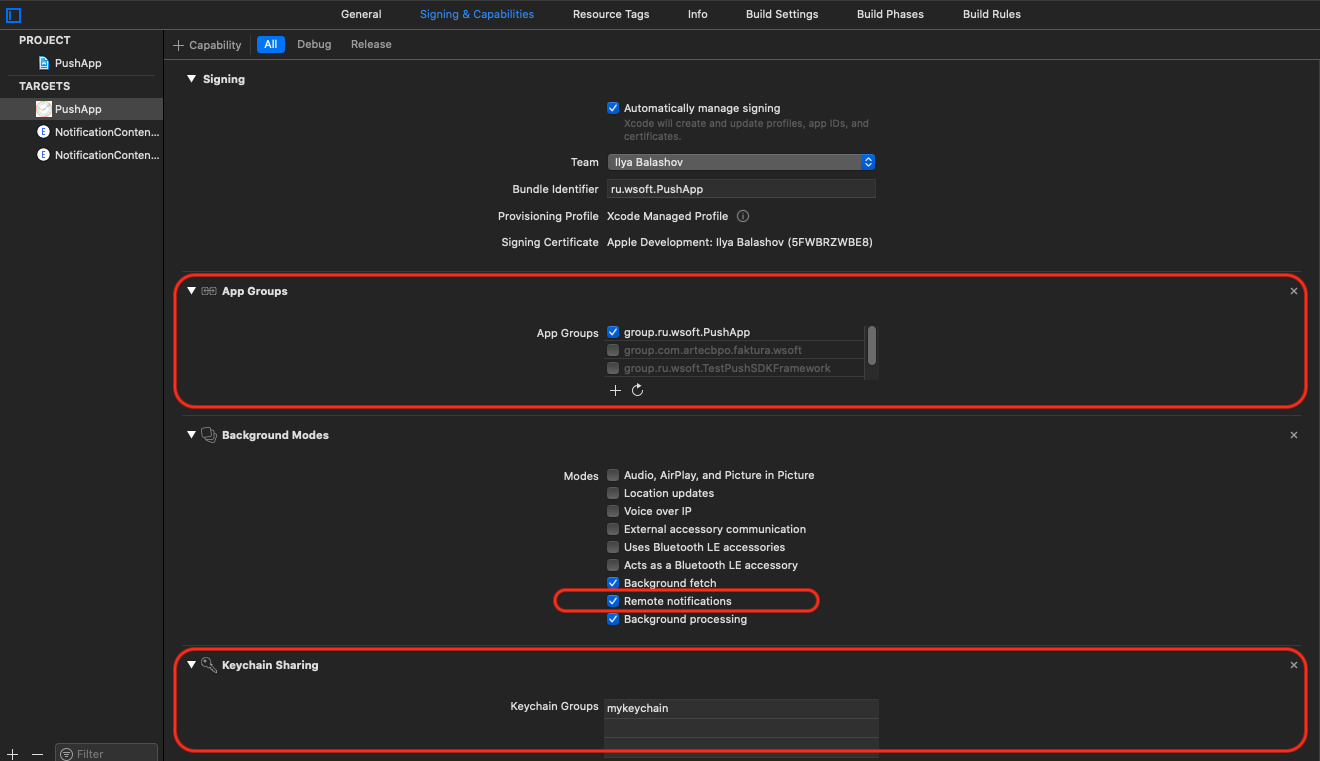 General Signing & Capabilities Resource Tags Info Build Settings Build Phases Build Rules
PROJECT
PushApp
TARGETS
PushApp
NotificationConten...
NotificationConten...
Filter
Capability All Debug Release
Signing
Automatically manage signing
Xcode will create and update profiles, app IDs, and
certificates.
Team Ilya Balashov
Bundle Identifier ru.wsoft.PushApp
Provisioning Profile Xcode Managed Profile
Signing Certificate Apple Development: Ilya Balashov (5FWBRZWBE8)
App Groups
App Groups group.ru.wsoft.PushApp
group.com.artecbpo.faktura.wsoft
group.ru.wsoft.TestPushSDKFramework
Background Modes
Modes Audio, AirPlay, and Picture in Picture
Location updates
Voice over IP
External accessory communication
Uses Bluetooth LE accessories
Acts as a Bluetooth LE accessory
Background fetch
Remote notifications
Background processing
Keychain Sharing
Keychain Groups mykeychain